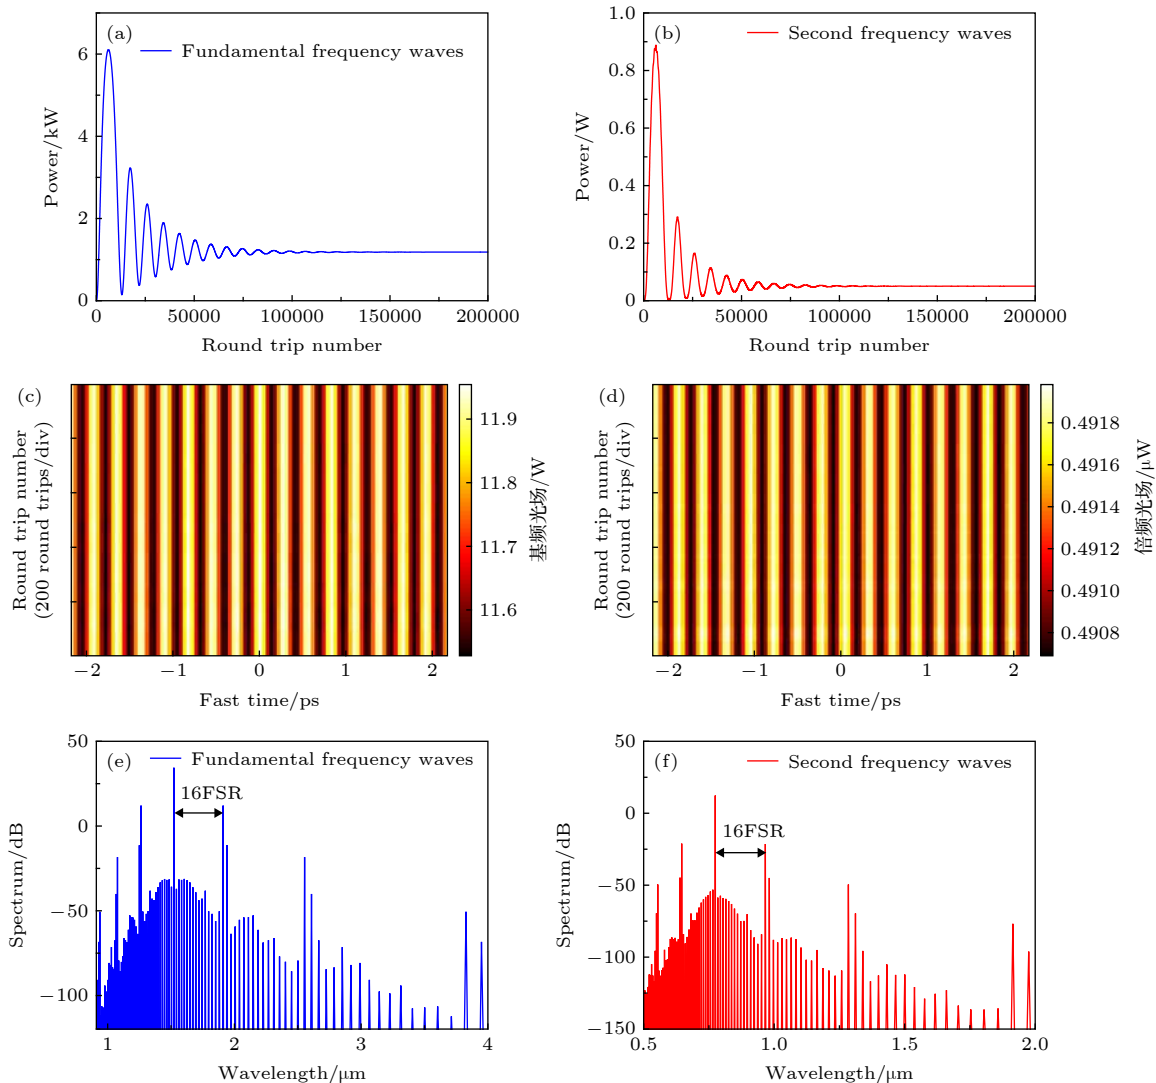 (a)
Fundamental frequency waves
6
4
2
0
Power/kW
0 50000 100000 150000 200000
Round trip number
(b)
Second frequency waves
1.0
0.8
0.6
0.4
0.2
0
Power/W
0 50000 100000 150000 200000
Round trip number
(c)
Round trip number
(200 round trips/div)
−2 −1 0 1 2
Fast time/ps
11.9
11.8
11.7
11.6
基频光场/W
(d)
Round trip number
(200 round trips/div)
−2 −1 0 1 2
Fast time/ps
0.4918
0.4916
0.4914
0.4912
0.4910
0.4908
倍频光场/μW
(e)
Fundamental frequency waves
16FSR
50
0
−50
−100
Spectrum/dB
1 2 3 4
Wavelength/μm
(f)
Second frequency waves
16FSR
50
0
−50
−100
−150
Spectrum/dB
0.5 1.0 1.5 2.0
Wavelength/μm